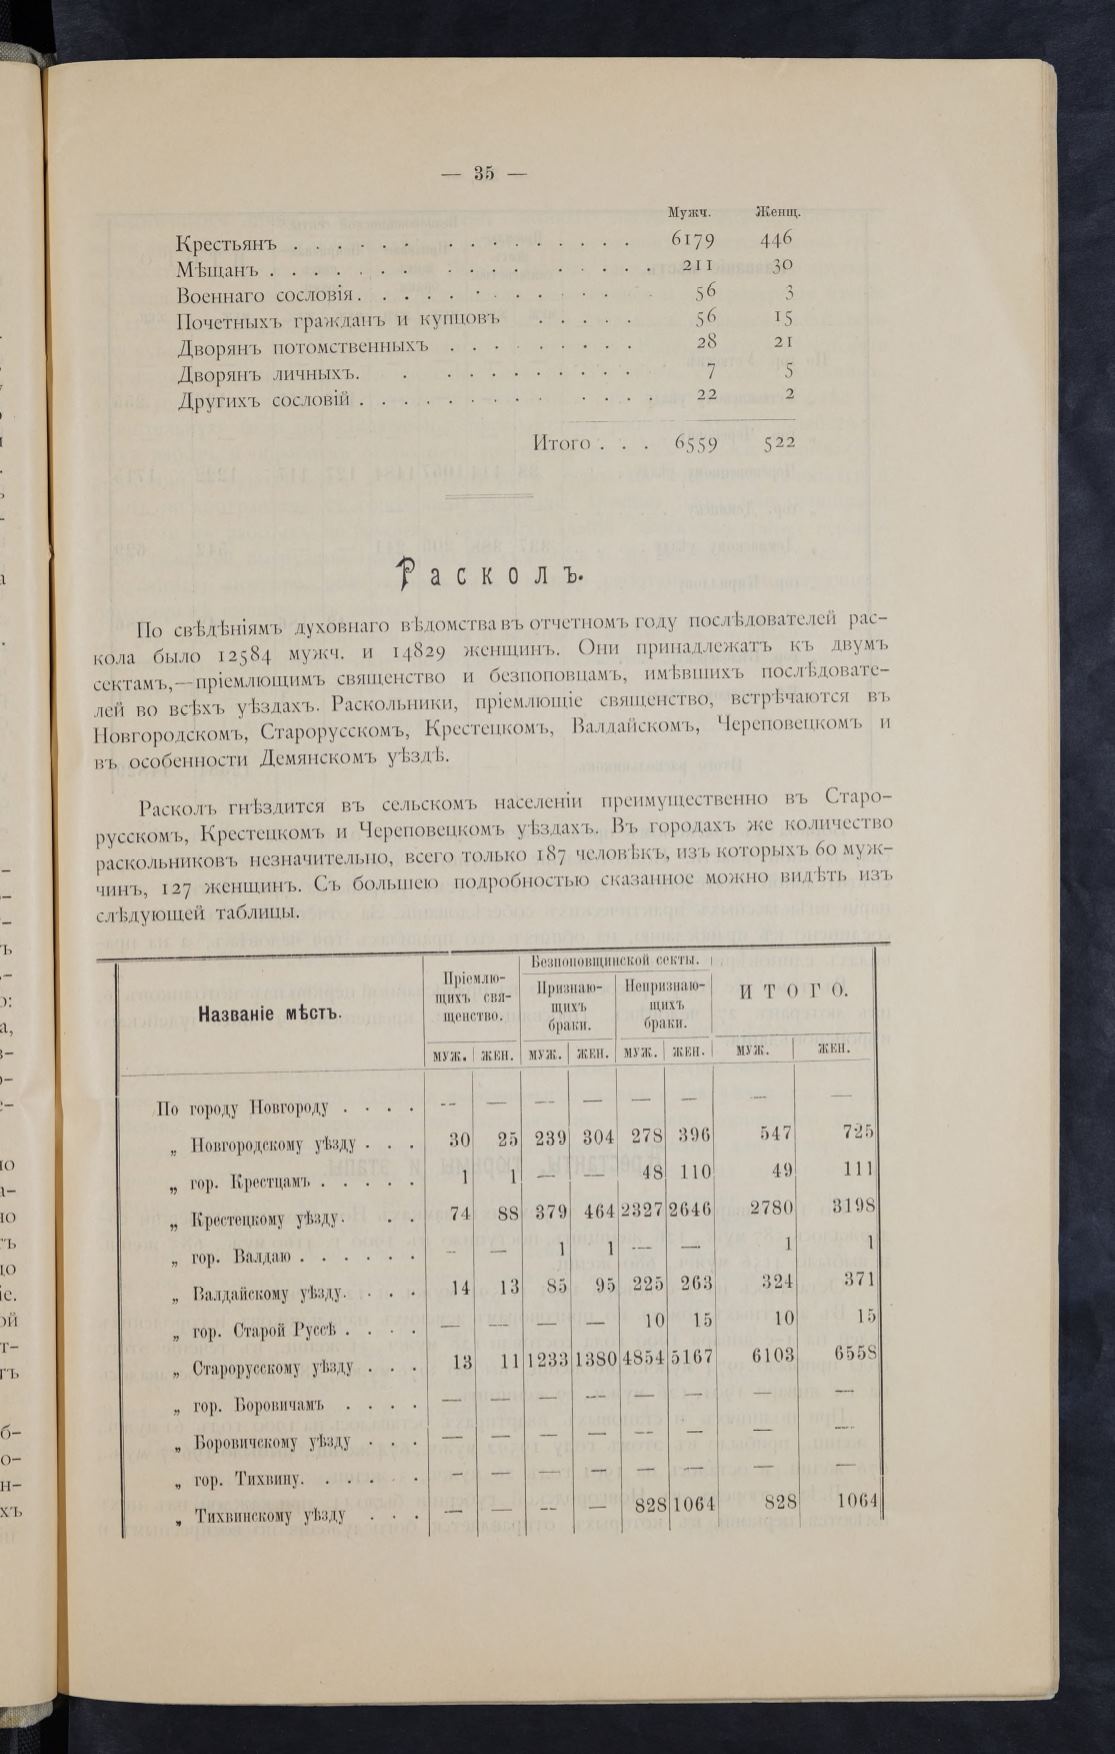 — 35 —
Мужч. Женщ.
Крестьянъ . . . . . . . . . . . . . . . . 6179 446
Мѣщанъ . . . . . . . . . . . . . . . . . 211 30
Военнаго сословія . . . . . . . . . . . . . 56 3
Почетныхъ гражданъ и купцовъ . . . . . 56 15
Дворянъ потомственныхъ . . . . . . . . . 28 21
Дворянъ личныхъ. . . . . . . . . . . . 7 5
Другихъ сословій . . . . . . . . . . . . . 22 2
Итого . . . 6559 522
Расколъ.
По свѣдѣніямъ духовнаго вѣдомства въ отчетномъ году послѣдователей рас-
кола было 12584 мужч. и 14829 женщинъ. Они принадлежатъ къ двумъ
сектамъ,—пріемлющимъ священство и безпоповцамъ, имѣвшихъ послѣдовате-
лей во всѣхъ уѣздахъ. Раскольники, пріемлющіе священство, встрѣчаются въ
Новгородскомъ, Старорусскомъ, Крестецкомъ, Валдайскомъ, Череповецкомъ и
въ особенности Демянскомъ уѣздѣ.
Расколъ гнѣздится въ сельскомъ населеніи преимущественно въ Старо-
русскомъ, Крестецкомъ и Череповецкомъ уѣздахъ. Въ городахъ же количество
раскольниковъ незначительно, всего только 187 человѣкъ, изъ которыхъ 60 муж-
чинъ, 127 женщинъ. Съ большею подробностью сказанное можно видѣть изъ
слѣдующей таблицы.
Названіе мѣстъ. Пріемлю-щихъ свя-щенство. Безпоповщинской секты. ИТОГО.
Признаю-щихъ браки. Непризнаю-щихъ браки.
муж. жен. муж. жен. муж. жен. муж. жен.
По городу Новгороду . . . . — — — — — — — —
„ Новгородскому уѣзду . . . 30 25 239 304 278 396 547 725
„ гор. Крестцамъ . . . . . 1 1 — — 48 110 49 111
„ Крестецкому уѣзду. . . 74 88 379 464 2327 2646 2780 3198
„ гор. Валдаю . . . . . . — — 1 1 — — 1 1
„ Валдайскому уѣзду. . . . 14 13 85 95 225 263 324 371
„ гор. Старой Руссѣ . . . . — — — — 10 15 10 15
„ Старорусскому уѣзду . . . 13 11 1233 1380 4854 5167 6103 6558
„ гор. Боровичамъ . . . . — — — — — — — —
„ Боровичскому уѣзду . . . — — — — — — — —
„ гор. Тихвину. . . . . . — — — — — — — —
„ Тихвинскому уѣзду . . . — — — — 828 1064 828 1064